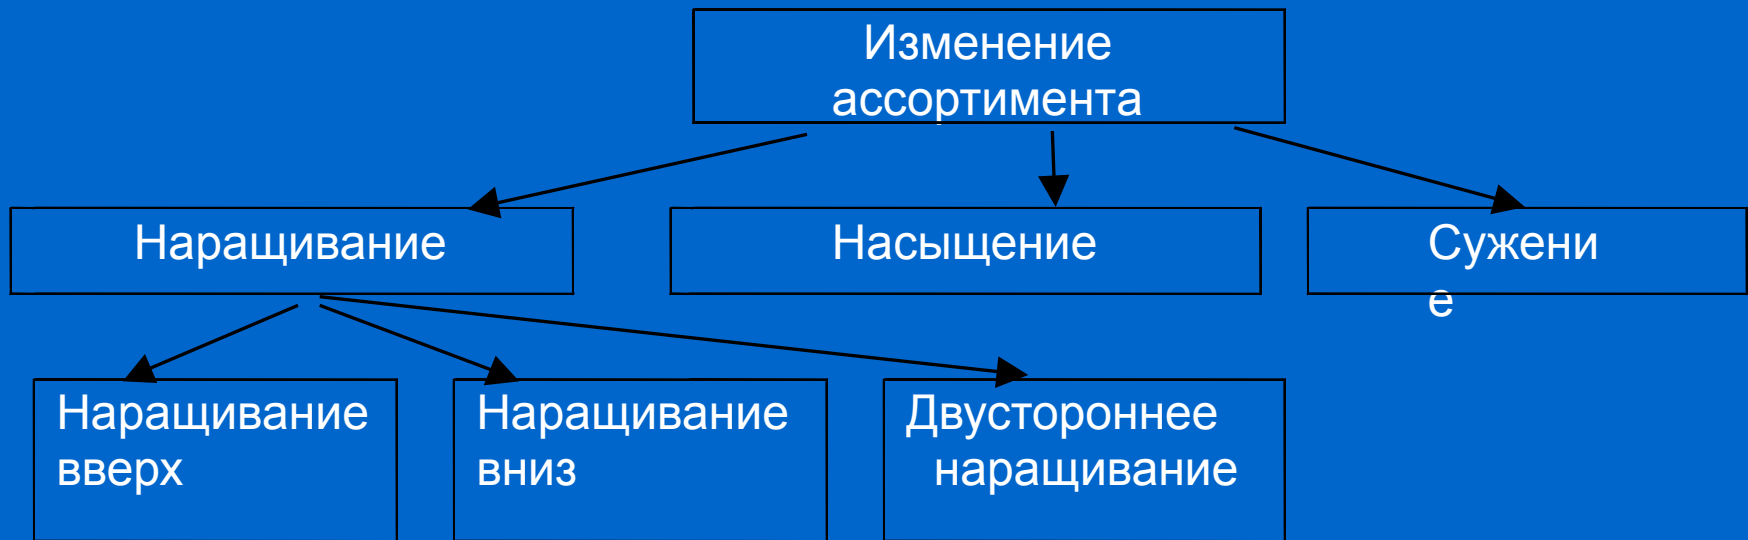 Изменение
ассортимента
Наращивание
Насыщение
Сужени
е
Наращивание
вверх
Наращивание
вниз
Двустороннее
наращивание